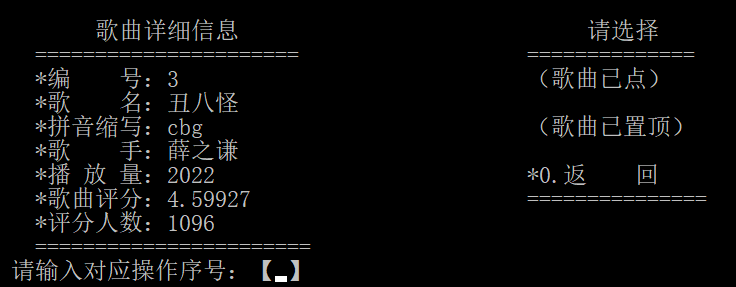 歌曲详细信息
======================
*编    号：3
*歌    名：丑八怪
*拼音缩写：cbg
*歌    手：薛之谦
*播 放 量：2022
*歌曲评分：4.59927
*评分人数：1096
=======================
请选择
==============
（歌曲已点）
（歌曲已置顶）
*0.返    回
===============
请输入对应操作序号：【_】